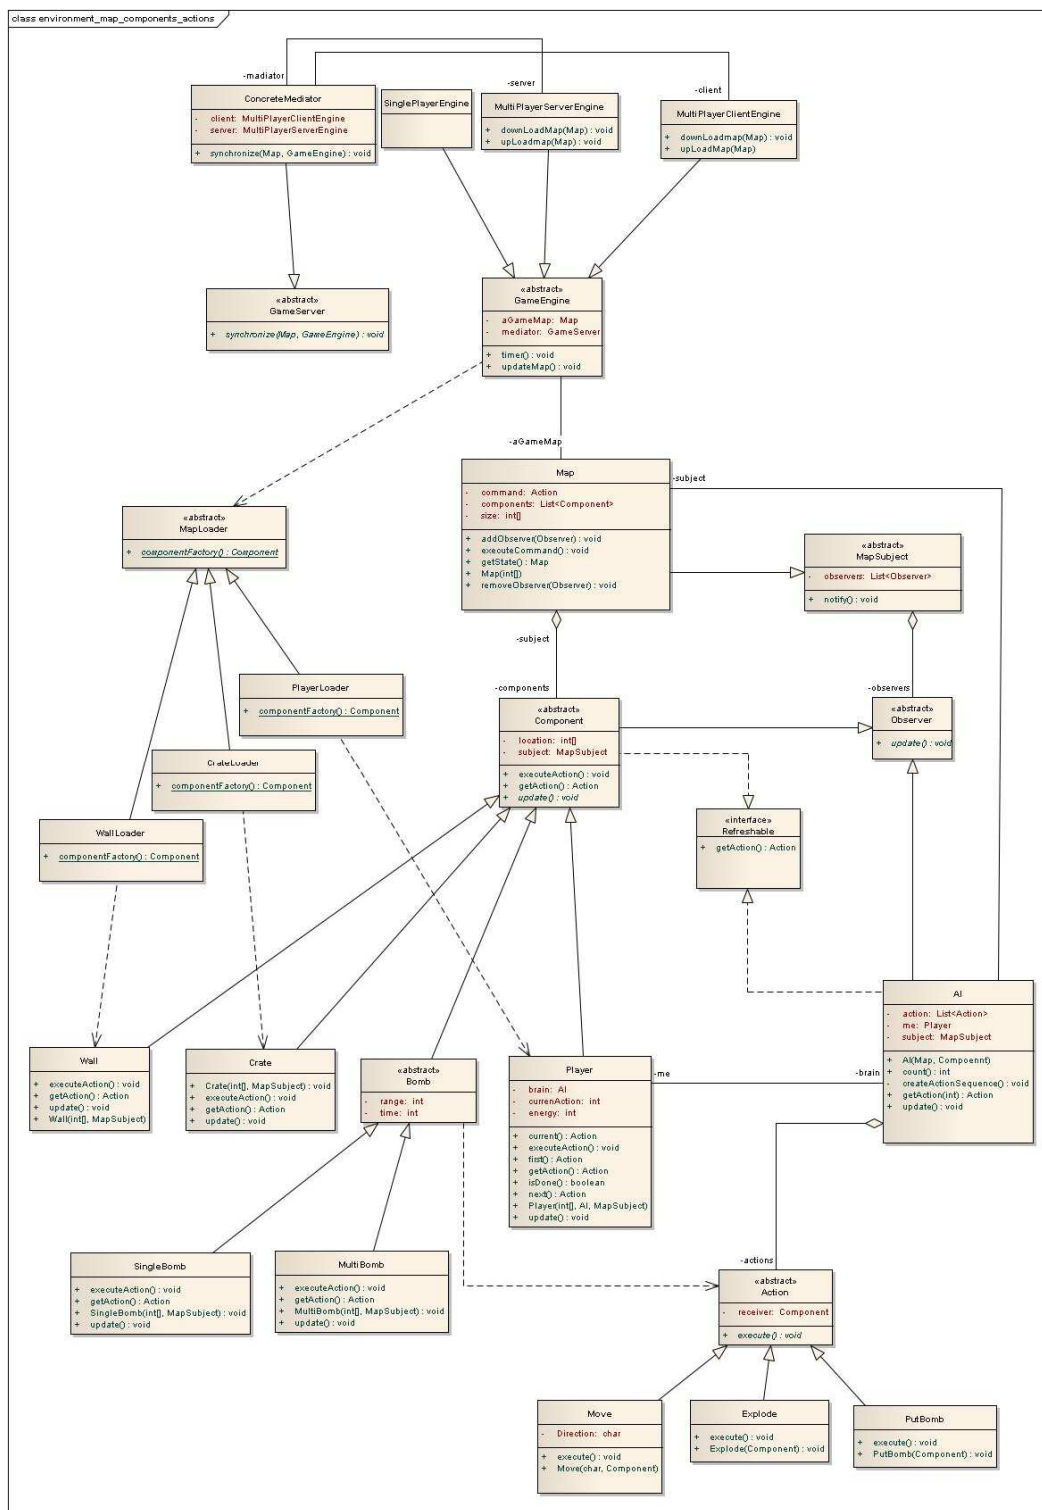 class environment_map_components_actions
-madiator
-server
-client
ConcreteMediator
- client: MultiPlayerClientEngine
- server: MultiPlayerServerEngine
+ synchronize(Map, GameEngine) : void
SinglePlayerEngine
MultiPlayerServerEngine
+ downLoadMap(Map) : void
+ upLoadmap(Map) : void
MultiPlayerClientEngine
+ downLoadmap(Map) : void
+ upLoadMap(Map)
«abstract»
GameServer
+ synchronize(Map, GameEngine) : void
«abstract»
GameEngine
- aGameMap: Map
- mediator: GameServer
+ timer() : void
+ updateMap() : void
-aGameMap
Map
- command: Action
- components: List<Component>
- size: int[]
+ addObserver(Observer) : void
+ executeCommand() : void
+ getState() : Map
+ Map(int[])
+ removeObserver(Observer) : void
-subject
«abstract»
MapLoader
+ componentFactory() : Component
«abstract»
MapSubject
- observers: List<Observer>
+ notify() : void
-subject
-components
-observers
PlayerLoader
+ componentFactory() : Component
«abstract»
Component
- location: int[]
- subject: MapSubject
+ executeAction() : void
+ getAction() : Action
+ update() : void
«abstract»
Observer
+ update() : void
CrateLoader
+ componentFactory() : Component
WallLoader
+ componentFactory() : Component
«interface»
Refreshable
+ getAction() : Action
AI
- action: List<Action>
- me: Player
- subject: MapSubject
+ AI(Map, Compoennt)
+ count() : int
- createActionSequence() : void
+ getAction(int) : Action
+ update() : void
Wall
+ executeAction() : void
+ getAction() : Action
+ update() : void
+ Wall(int[], MapSubject)
Crate
+ Crate(int[], MapSubject) : void
+ executeAction() : void
+ getAction() : Action
+ update() : void
«abstract»
Bomb
- range: int
- time: int
Player
- brain: AI
- currenAction: int
- energy: int
+ current() : Action
+ executeAction() : void
+ first() : Action
+ getAction() : Action
+ isDone() : boolean
+ next() : Action
+ Player(int[], AI, MapSubject)
+ update() : void
-me
-brain
SingleBomb
+ executeAction() : void
+ getAction() : Action
+ SingleBomb(int[], MapSubject) : void
+ update() : void
MultiBomb
+ executeAction() : void
+ getAction() : Action
+ MultiBomb(int[], MapSubject) : void
+ update() : void
-actions
«abstract»
Action
- receiver: Component
+ execute() : void
Move
- Direction: char
+ execute() : void
+ Move(char, Component)
Explode
+ execute() : void
+ Explode(Component) : void
PutBomb
+ execute() : void
+ PutBomb(Component) : void